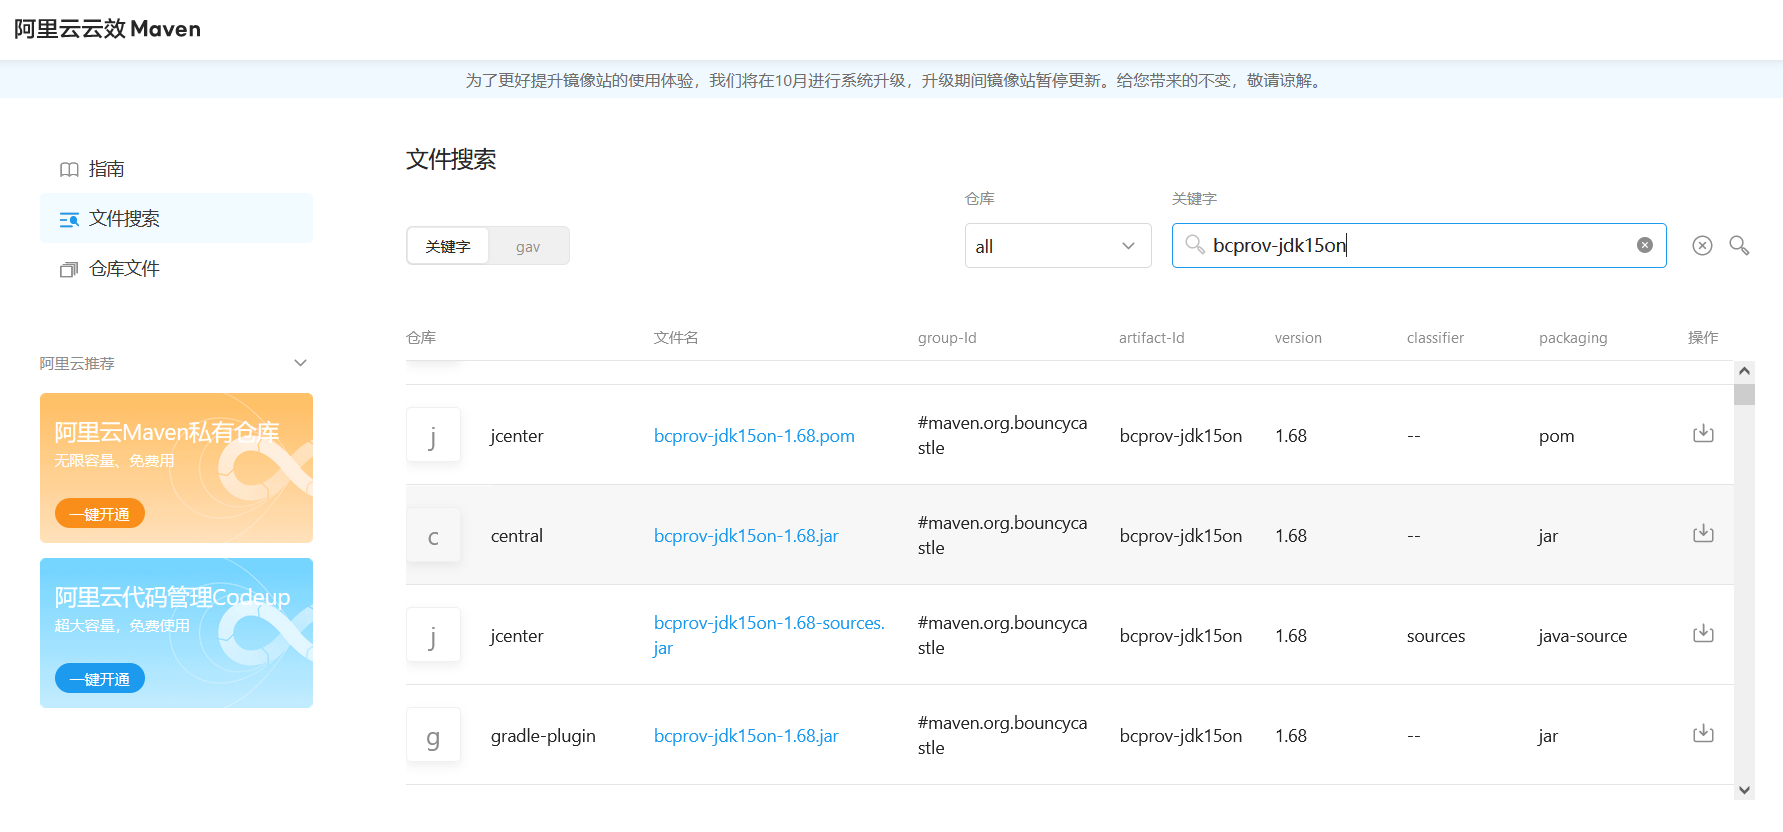 阿里云云效 Maven
为了更好提升镜像站的使用体验，我们将在10月进行系统升级，升级期间镜像站暂停更新。给您带来的不变，敬请谅解。
指南
文件搜索
仓库文件
阿里云推荐
阿里云Maven私有仓库
无限容量、免费用
一键开通
阿里云代码管理Codeup
超大容量，免费使用
一键开通
文件搜索
仓库
关键字
关键字 gav
all
bcprov-jdk15on
仓库 文件名 group-Id artifact-Id version classifier packaging 操作
j jcenter bcprov-jdk15on-1.68.pom #maven.org.bouncyca bcprov-jdk15on 1.68 -- pom
stle
c central bcprov-jdk15on-1.68.jar #maven.org.bouncyca bcprov-jdk15on 1.68 -- jar
stle
j jcenter bcprov-jdk15on-1.68-sources. #maven.org.bouncyca bcprov-jdk15on 1.68 sources java-source
jar stle
g gradle-plugin bcprov-jdk15on-1.68.jar #maven.org.bouncyca bcprov-jdk15on 1.68 -- jar
stle